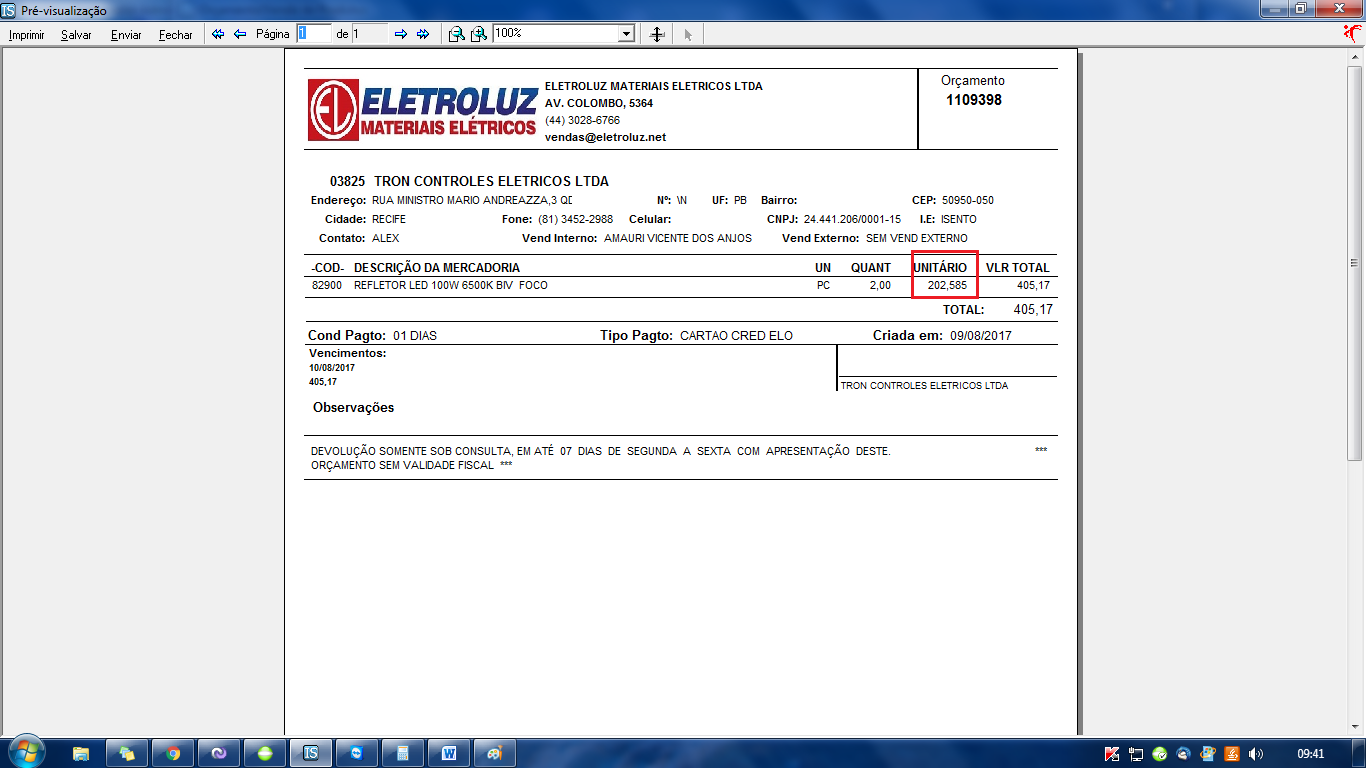 Pré-visualização
Imprimir Salvar Enviar Fechar Página 1 de 1 100%
EL ELETROLUZ
MATERIAIS ELÉTRICOS
ELETROLUZ MATERIAIS ELETRICOS LTDA
AV. COLOMBO, 5364
(44) 3028-6766
vendas@eletroluz.net
Orçamento
1109398
03825 TRON CONTROLES ELETRICOS LTDA
Endereço: RUA MINISTRO MARIO ANDREAZZA,3 QD Nº: \N UF: PB Bairro: CEP: 50950-050
Cidade: RECIFE Fone: (81) 3452-2988 Celular: CNPJ: 24.441.206/0001-15 I.E: ISENTO
Contato: ALEX Vend Interno: AMAURI VICENTE DOS ANJOS Vend Externo: SEM VEND EXTERNO
-COD- DESCRIÇÃO DA MERCADORIA UN QUANT UNITÁRIO VLR TOTAL
82900 REFLETOR LED 100W 6500K BIV FOCO PC 2,00 202,585 405,17
TOTAL: 405,17
Cond Pagto: 01 DIAS Tipo Pagto: CARTAO CRED ELO Criada em: 09/08/2017
Vencimentos:
10/08/2017
405,17
TRON CONTROLES ELETRICOS LTDA
Observações
DEVOLUÇÃO SOMENTE SOB CONSULTA, EM ATÉ 07 DIAS DE SEGUNDA A SEXTA COM APRESENTAÇÃO DESTE. ***
ORÇAMENTO SEM VALIDADE FISCAL ***
09:41